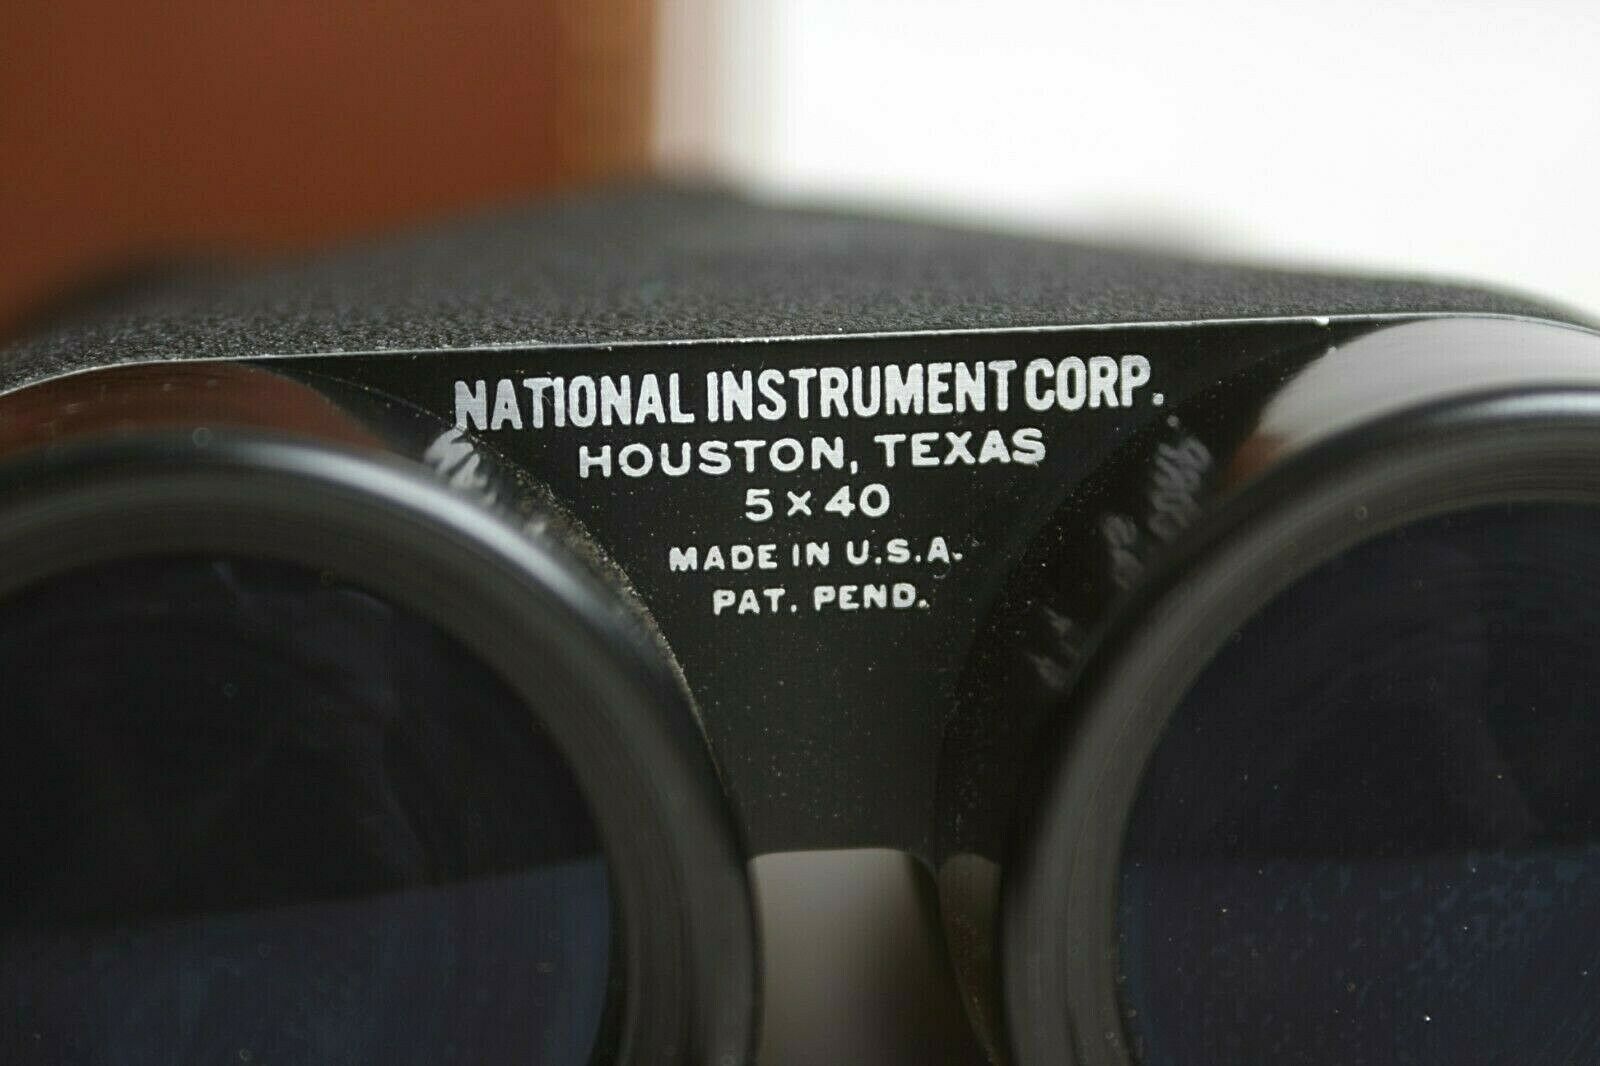 NATIONAL INSTRUMENT CORP.
HOUSTON, TEXAS
5 x 40
MADE IN U.S.A.
PAT. PEND.